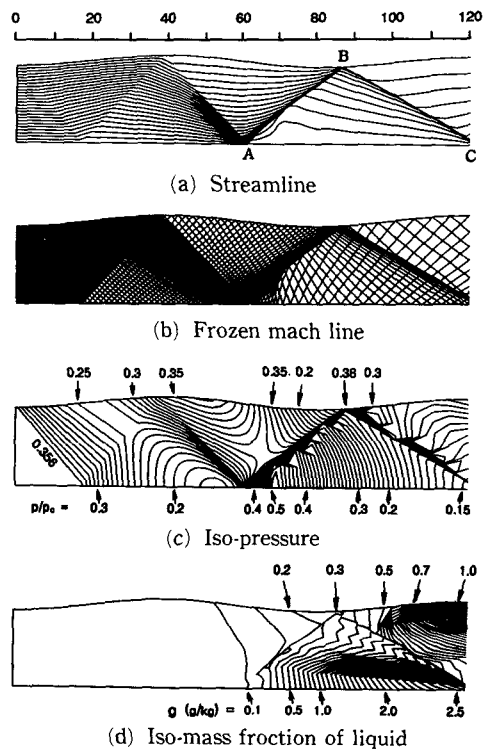 0 20 40 60 80 100 120
B
A C
(a) Streamline
(b) Frozen mach line
0.25 0.3 0.35 0.35. 0.2 0.38 0.3
0.358
p/p₀ = 0.3 0.2 0.4 0.5 0.4 0.3 0.2 0.15
(c) Iso-pressure
0.2 0.3 0.5 0.7 1.0
g (g/kg) = 0.1 0.5 1.0 2.0 2.5
(d) Iso-mass froction of liquid